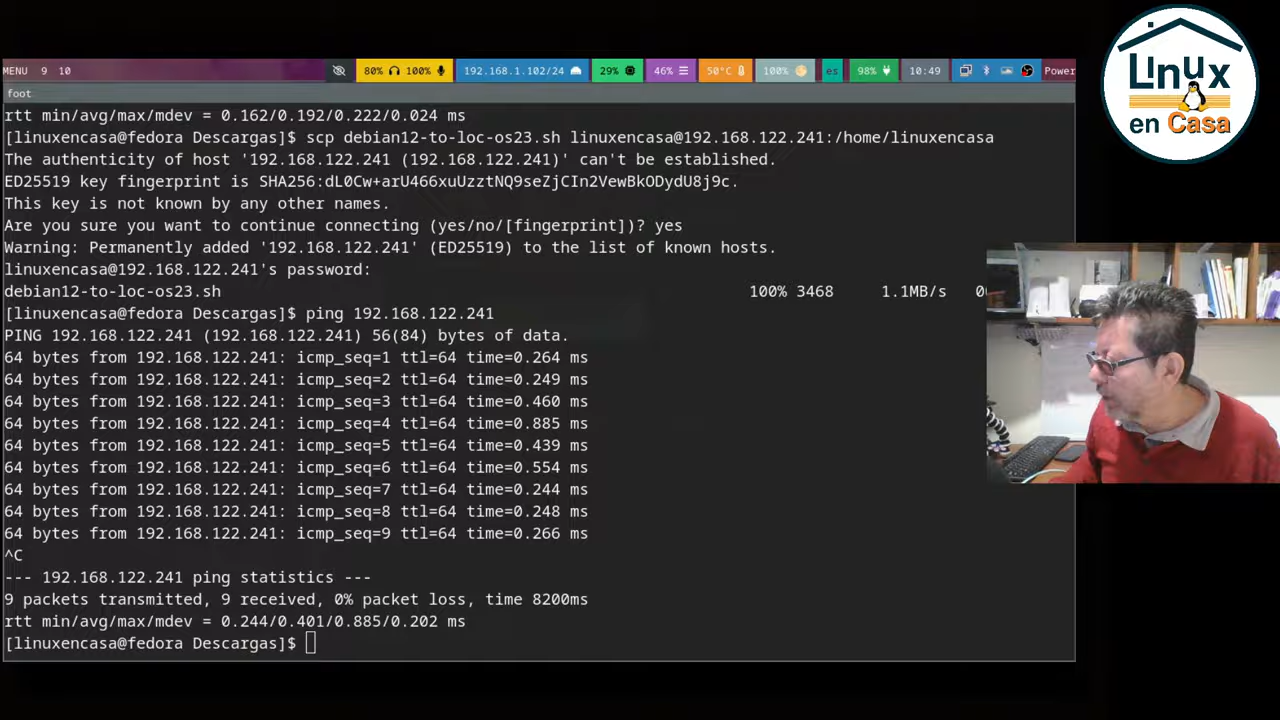 MENU 9 10 80% 100% 192.168.1.102/24 29% 46% 50°C 100% es 98% 10:49 Power
foot
rtt min/avg/max/mdev = 0.162/0.192/0.222/0.024 ms
[linuxencasa@fedora Descargas]$ scp debian12-to-loc-os23.sh linuxencasa@192.168.122.241:/home/linuxencasa
The authenticity of host '192.168.122.241 (192.168.122.241)' can't be established.
ED25519 key fingerprint is SHA256:dL0Cw+arU466xuUzztNQ9seZjCIn2VewBkODydU8j9c.
This key is not known by any other names.
Are you sure you want to continue connecting (yes/no/[fingerprint])? yes
Warning: Permanently added '192.168.122.241' (ED25519) to the list of known hosts.
linuxencasa@192.168.122.241's password:
debian12-to-loc-os23.sh 100% 3468 1.1MB/s
[linuxencasa@fedora Descargas]$ ping 192.168.122.241
PING 192.168.122.241 (192.168.122.241) 56(84) bytes of data.
64 bytes from 192.168.122.241: icmp_seq=1 ttl=64 time=0.264 ms
64 bytes from 192.168.122.241: icmp_seq=2 ttl=64 time=0.249 ms
64 bytes from 192.168.122.241: icmp_seq=3 ttl=64 time=0.460 ms
64 bytes from 192.168.122.241: icmp_seq=4 ttl=64 time=0.885 ms
64 bytes from 192.168.122.241: icmp_seq=5 ttl=64 time=0.439 ms
64 bytes from 192.168.122.241: icmp_seq=6 ttl=64 time=0.554 ms
64 bytes from 192.168.122.241: icmp_seq=7 ttl=64 time=0.244 ms
64 bytes from 192.168.122.241: icmp_seq=8 ttl=64 time=0.248 ms
64 bytes from 192.168.122.241: icmp_seq=9 ttl=64 time=0.266 ms
^C
--- 192.168.122.241 ping statistics ---
9 packets transmitted, 9 received, 0% packet loss, time 8200ms
rtt min/avg/max/mdev = 0.244/0.401/0.885/0.202 ms
[linuxencasa@fedora Descargas]$
Linux
en Casa